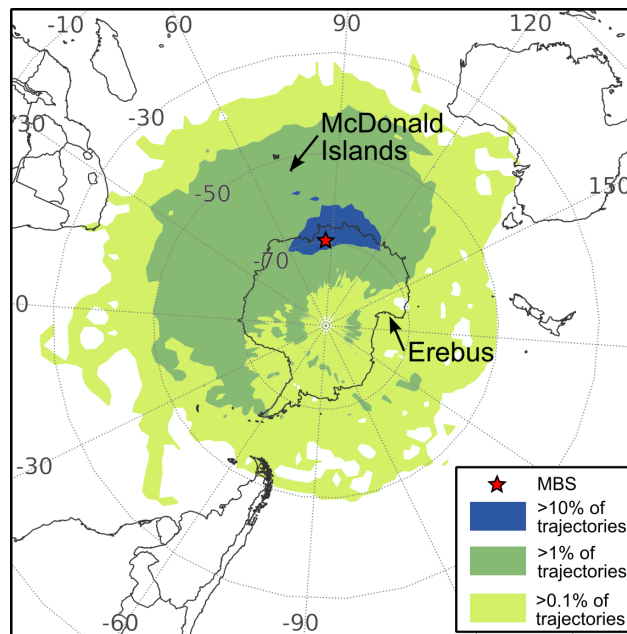 -10
60
90
120
30
-30
McDonald
Islands
-50
150
-70
0
Erebus
-30
MBS
>10% of
trajectories
>1% of
trajectories
>0.1% of
trajectories
-60
-90